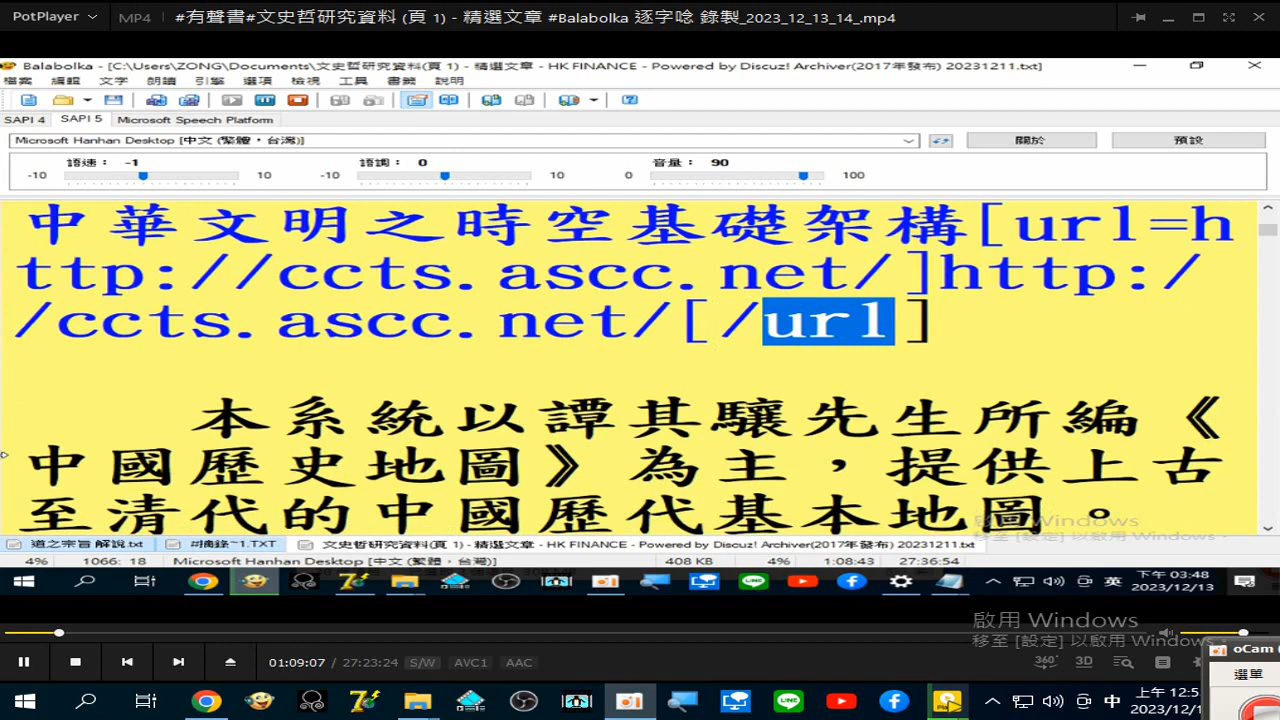 PotPlayer MP4 #有聲書#文史哲研究資料 (頁 1) - 精選文章 #Balabolka 逐字唸 錄製_2023_12_13_14_.mp4
Balabolka - [C:\Users\ZONG\Documents\文史哲研究資料(頁 1) - 精選文章 - HK FINANCE - Powered by Discuz! Archiver(2017年發布) 20231211.txt]
檔案 編輯 文字 朗讀 引擎 選項 檢視 工具 書籤 說明
SAPI 4 SAPI 5 Microsoft Speech Platform
Microsoft Hanhan Desktop [中文 (繁體，台灣)] 關於 預設
語速： -1 語調： 0 音量： 90
-10 10 -10 10 0 100
中華文明之時空基礎架構[url=h
ttp://ccts.ascc.net/]http:/
/ccts.ascc.net/[/url]
本系統以譚其驤先生所編《
中國歷史地圖》為主，提供上古
至清代的中國歷代基本地圖。
啟用 Windows
移至 [設定] 以啟用 Windows。
道之宗旨 解說.txt #摘錄~1.TXT 文史哲研究資料(頁 1) - 精選文章 - HK FINANCE - Powered by Discuz! Archiver(2017年發布) 20231211.txt
4% 1066: 18 Microsoft Hanhan Desktop [中文 (繁體，台灣)] 408 KB 4% 1:08:43 27:36:54
英 下午 03:48
2023/12/13
啟用 Windows
移至 [設定] 以啟用 Windows。
01:09:07 / 27:23:24 S/W AVC1 AAC 360° 3D
oCam
選單
中 上午 12:5
2023/12/1